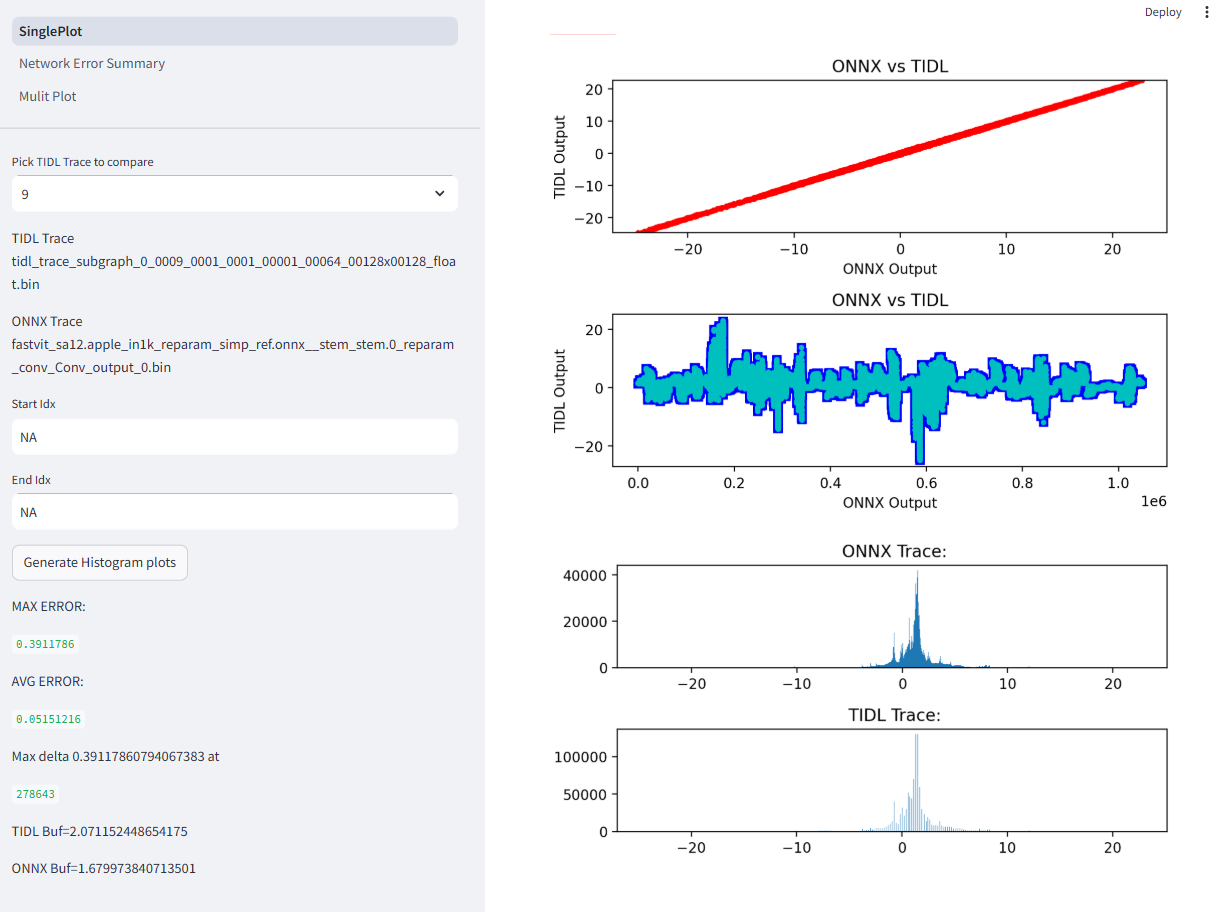 SinglePlot
Network Error Summary
Mulit Plot
Pick TIDL Trace to compare
9
TIDL Trace
tidl_trace_subgraph_0_0009_0001_0001_00001_00064_00128x00128_floa
t.bin
ONNX Trace
fastvit_sa12.apple_in1k_reparam_simp_ref.onnx__stem_stem.0_reparam
_conv_Conv_output_0.bin
Start Idx
NA
End Idx
NA
Generate Histogram plots
MAX ERROR:
0.3911786
AVG ERROR:
0.05151216
Max delta 0.39117860794067383 at
278643
TIDL Buf=2.071152448654175
ONNX Buf=1.679973840713501
Deploy
ONNX vs TIDL
TIDL Output
20
10
0
−10
−20
−20 −10 0 10 20
ONNX Output
ONNX vs TIDL
TIDL Output
20
0
−20
0.0 0.2 0.4 0.6 0.8 1.0
1e6
ONNX Output
ONNX Trace:
40000
20000
0
−20 −10 0 10 20
TIDL Trace:
100000
50000
0
−20 −10 0 10 20